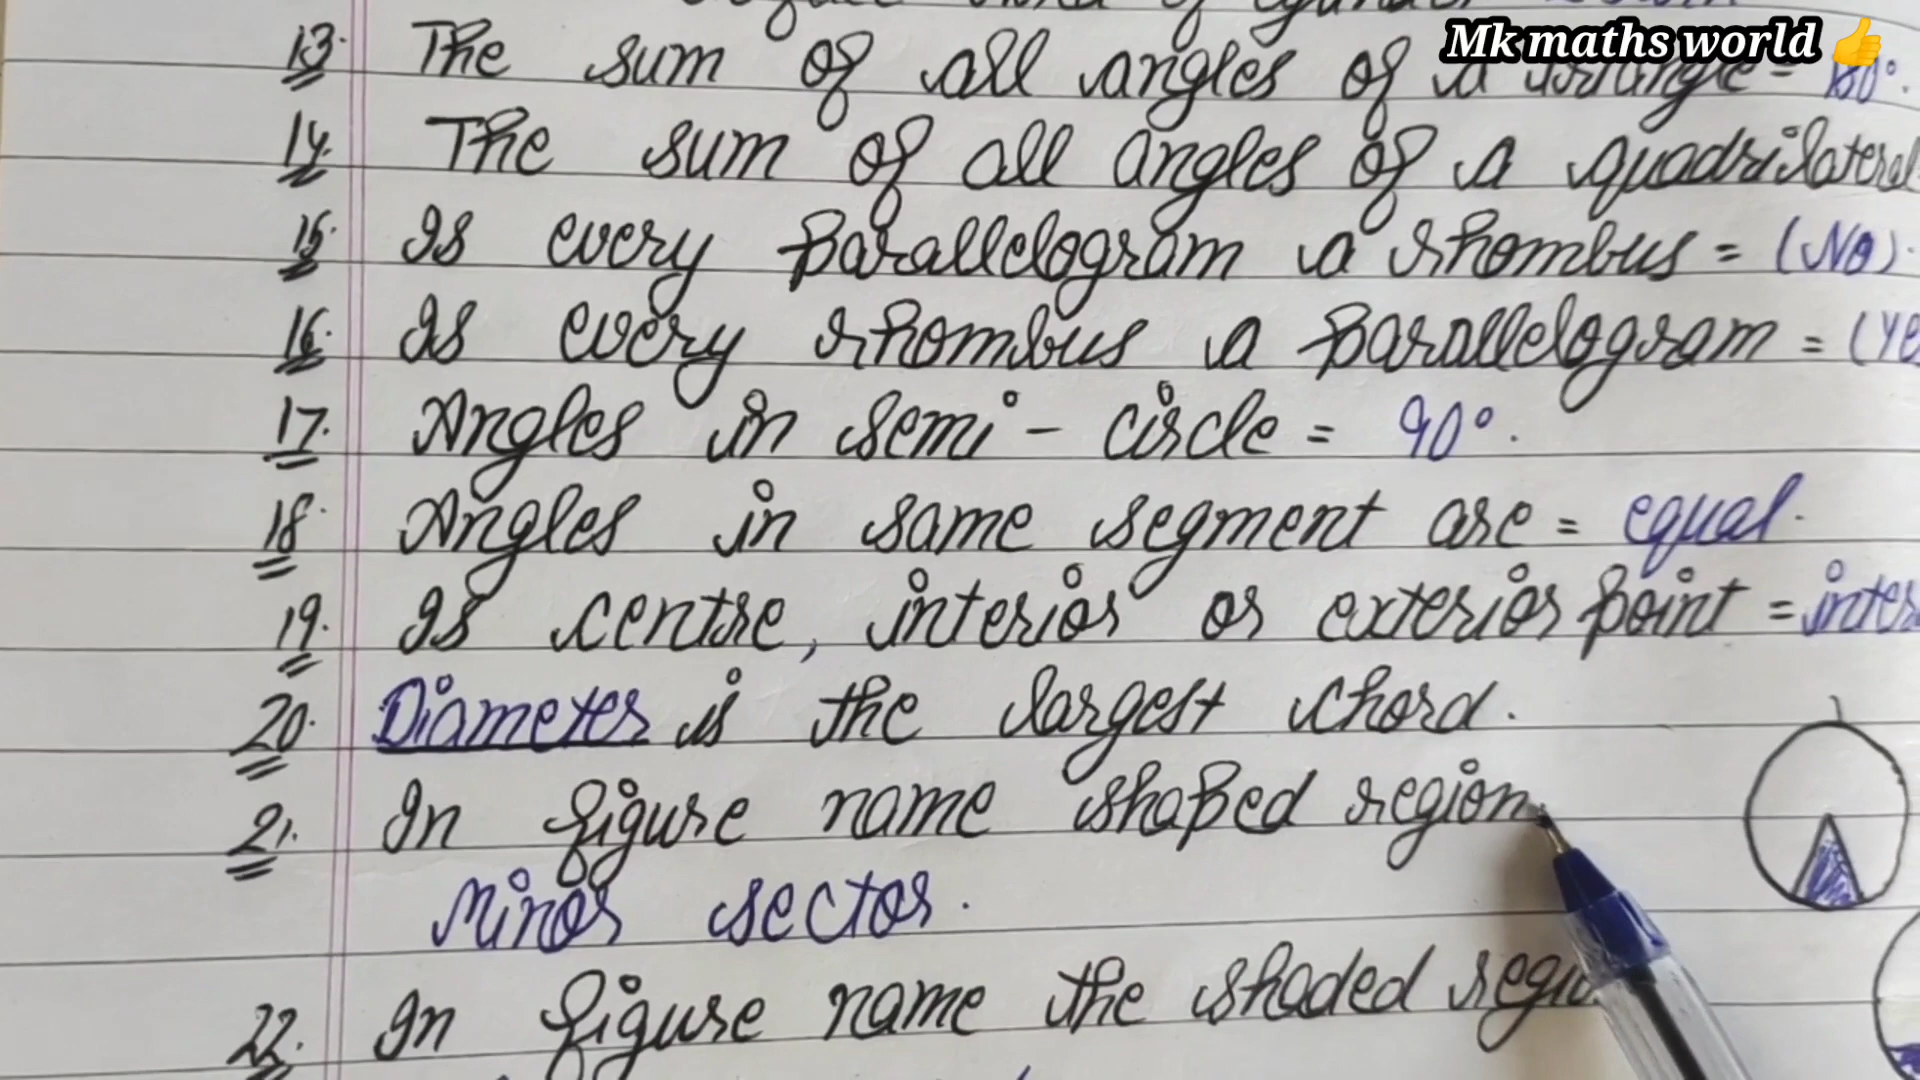 Mk maths world 👍
13. The sum of all angles of a triangle = 180°.
14. The sum of all angles of a quadrilateral
15. Is every parallelogram a rhombus = (No).
16. Is every rhombus a parallelogram = (Ye
17. Angles in semi-circle = 90°.
18. Angles in same segment are = equal.
19. Is centre, interior or exterior point = inter
20. Diameter is the largest chord.
21. In figure name shaped region
Minor sector.
22. In figure name the shaded regio